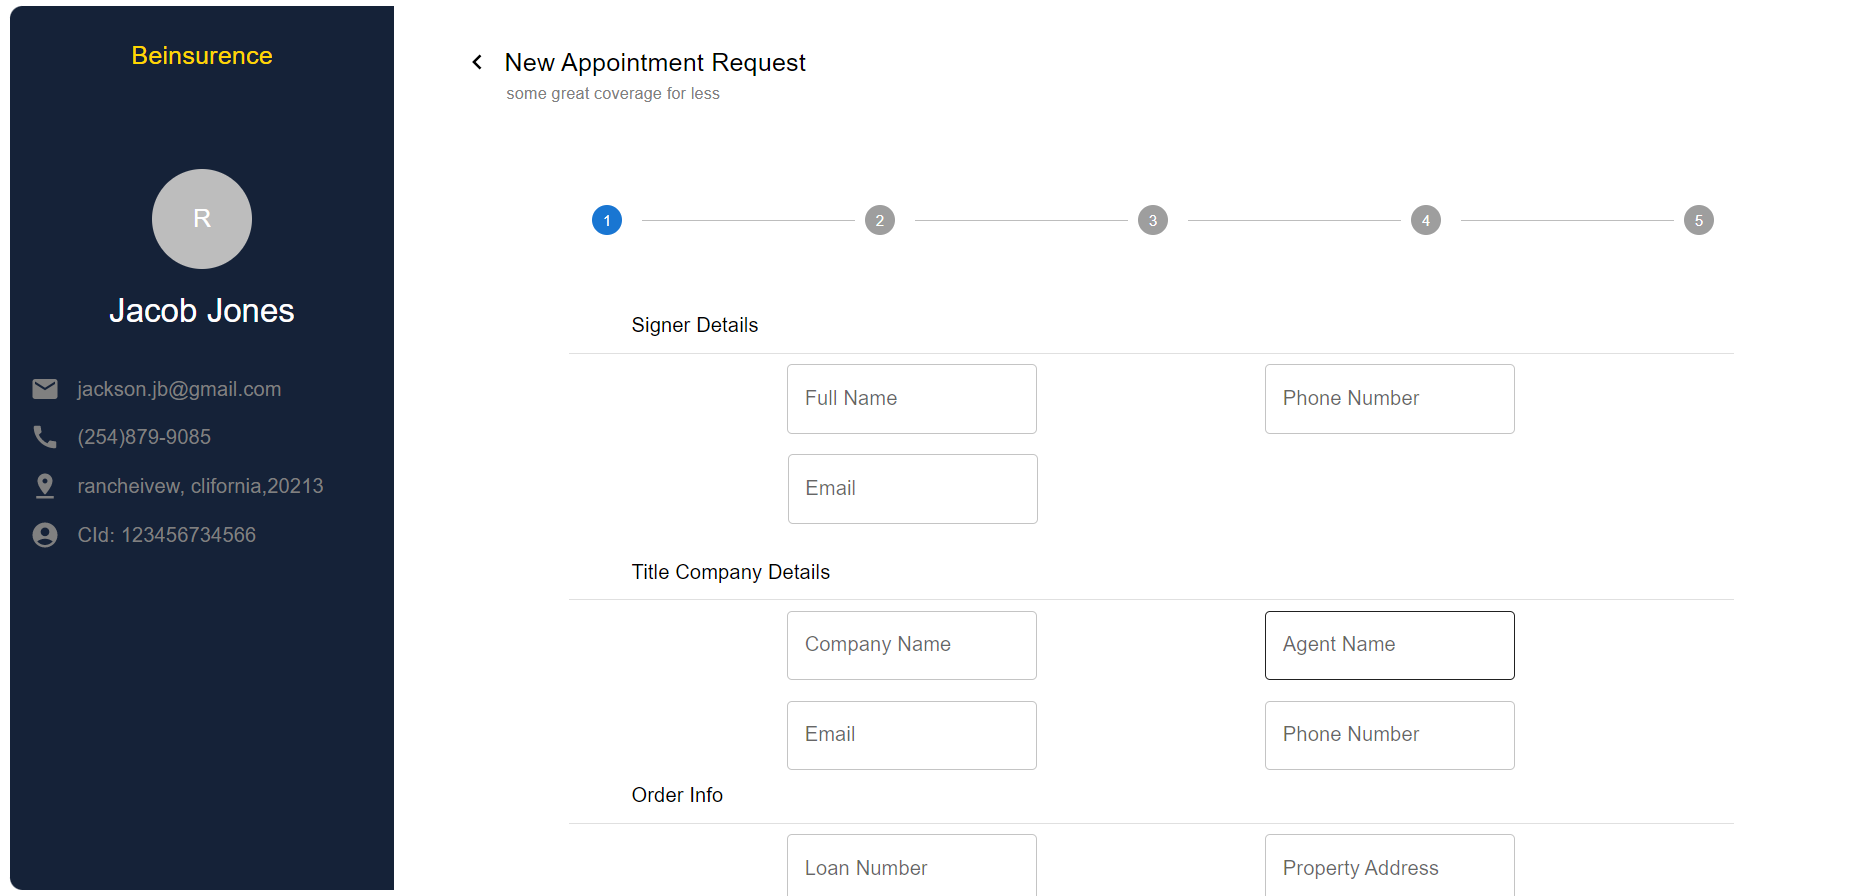 Beinsurence
R
Jacob Jones
jackson.jb@gmail.com
(254)879-9085
rancheivew, clifornia,20213
CId: 123456734566
New Appointment Request
some great coverage for less
1 2 3 4 5
Signer Details
Full Name Phone Number
Email
Title Company Details
Company Name Agent Name
Email Phone Number
Order Info
Loan Number Property Address